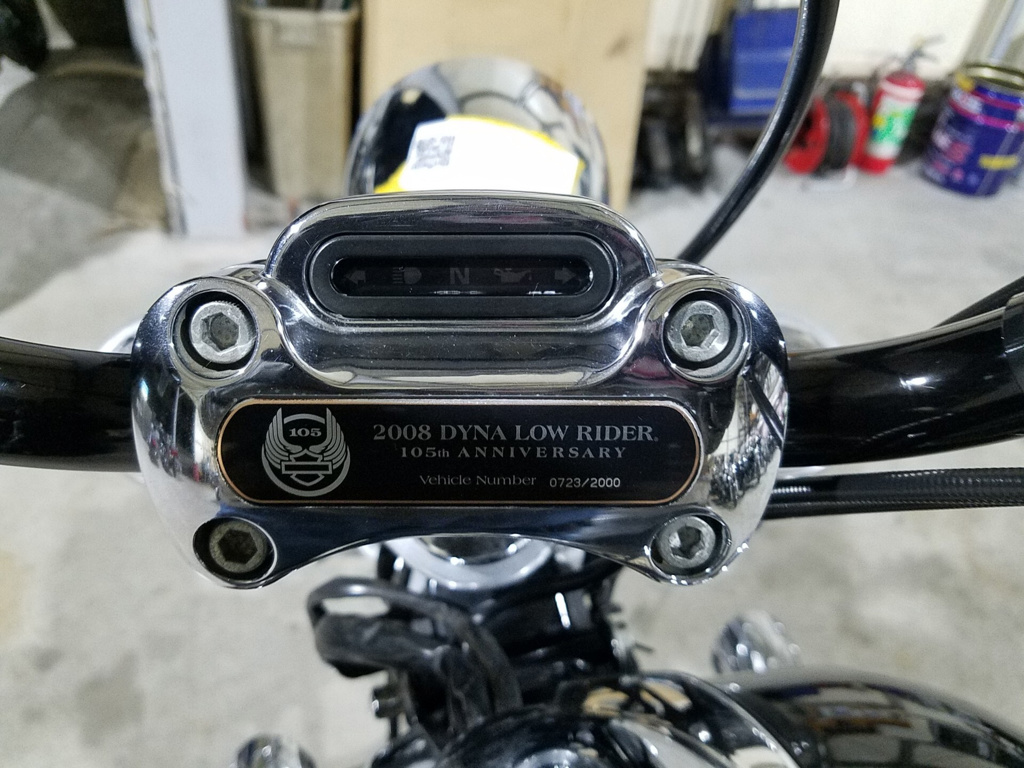 N
105
2008 DYNA LOW RIDER®
105th ANNIVERSARY
Vehicle Number 0723/2000